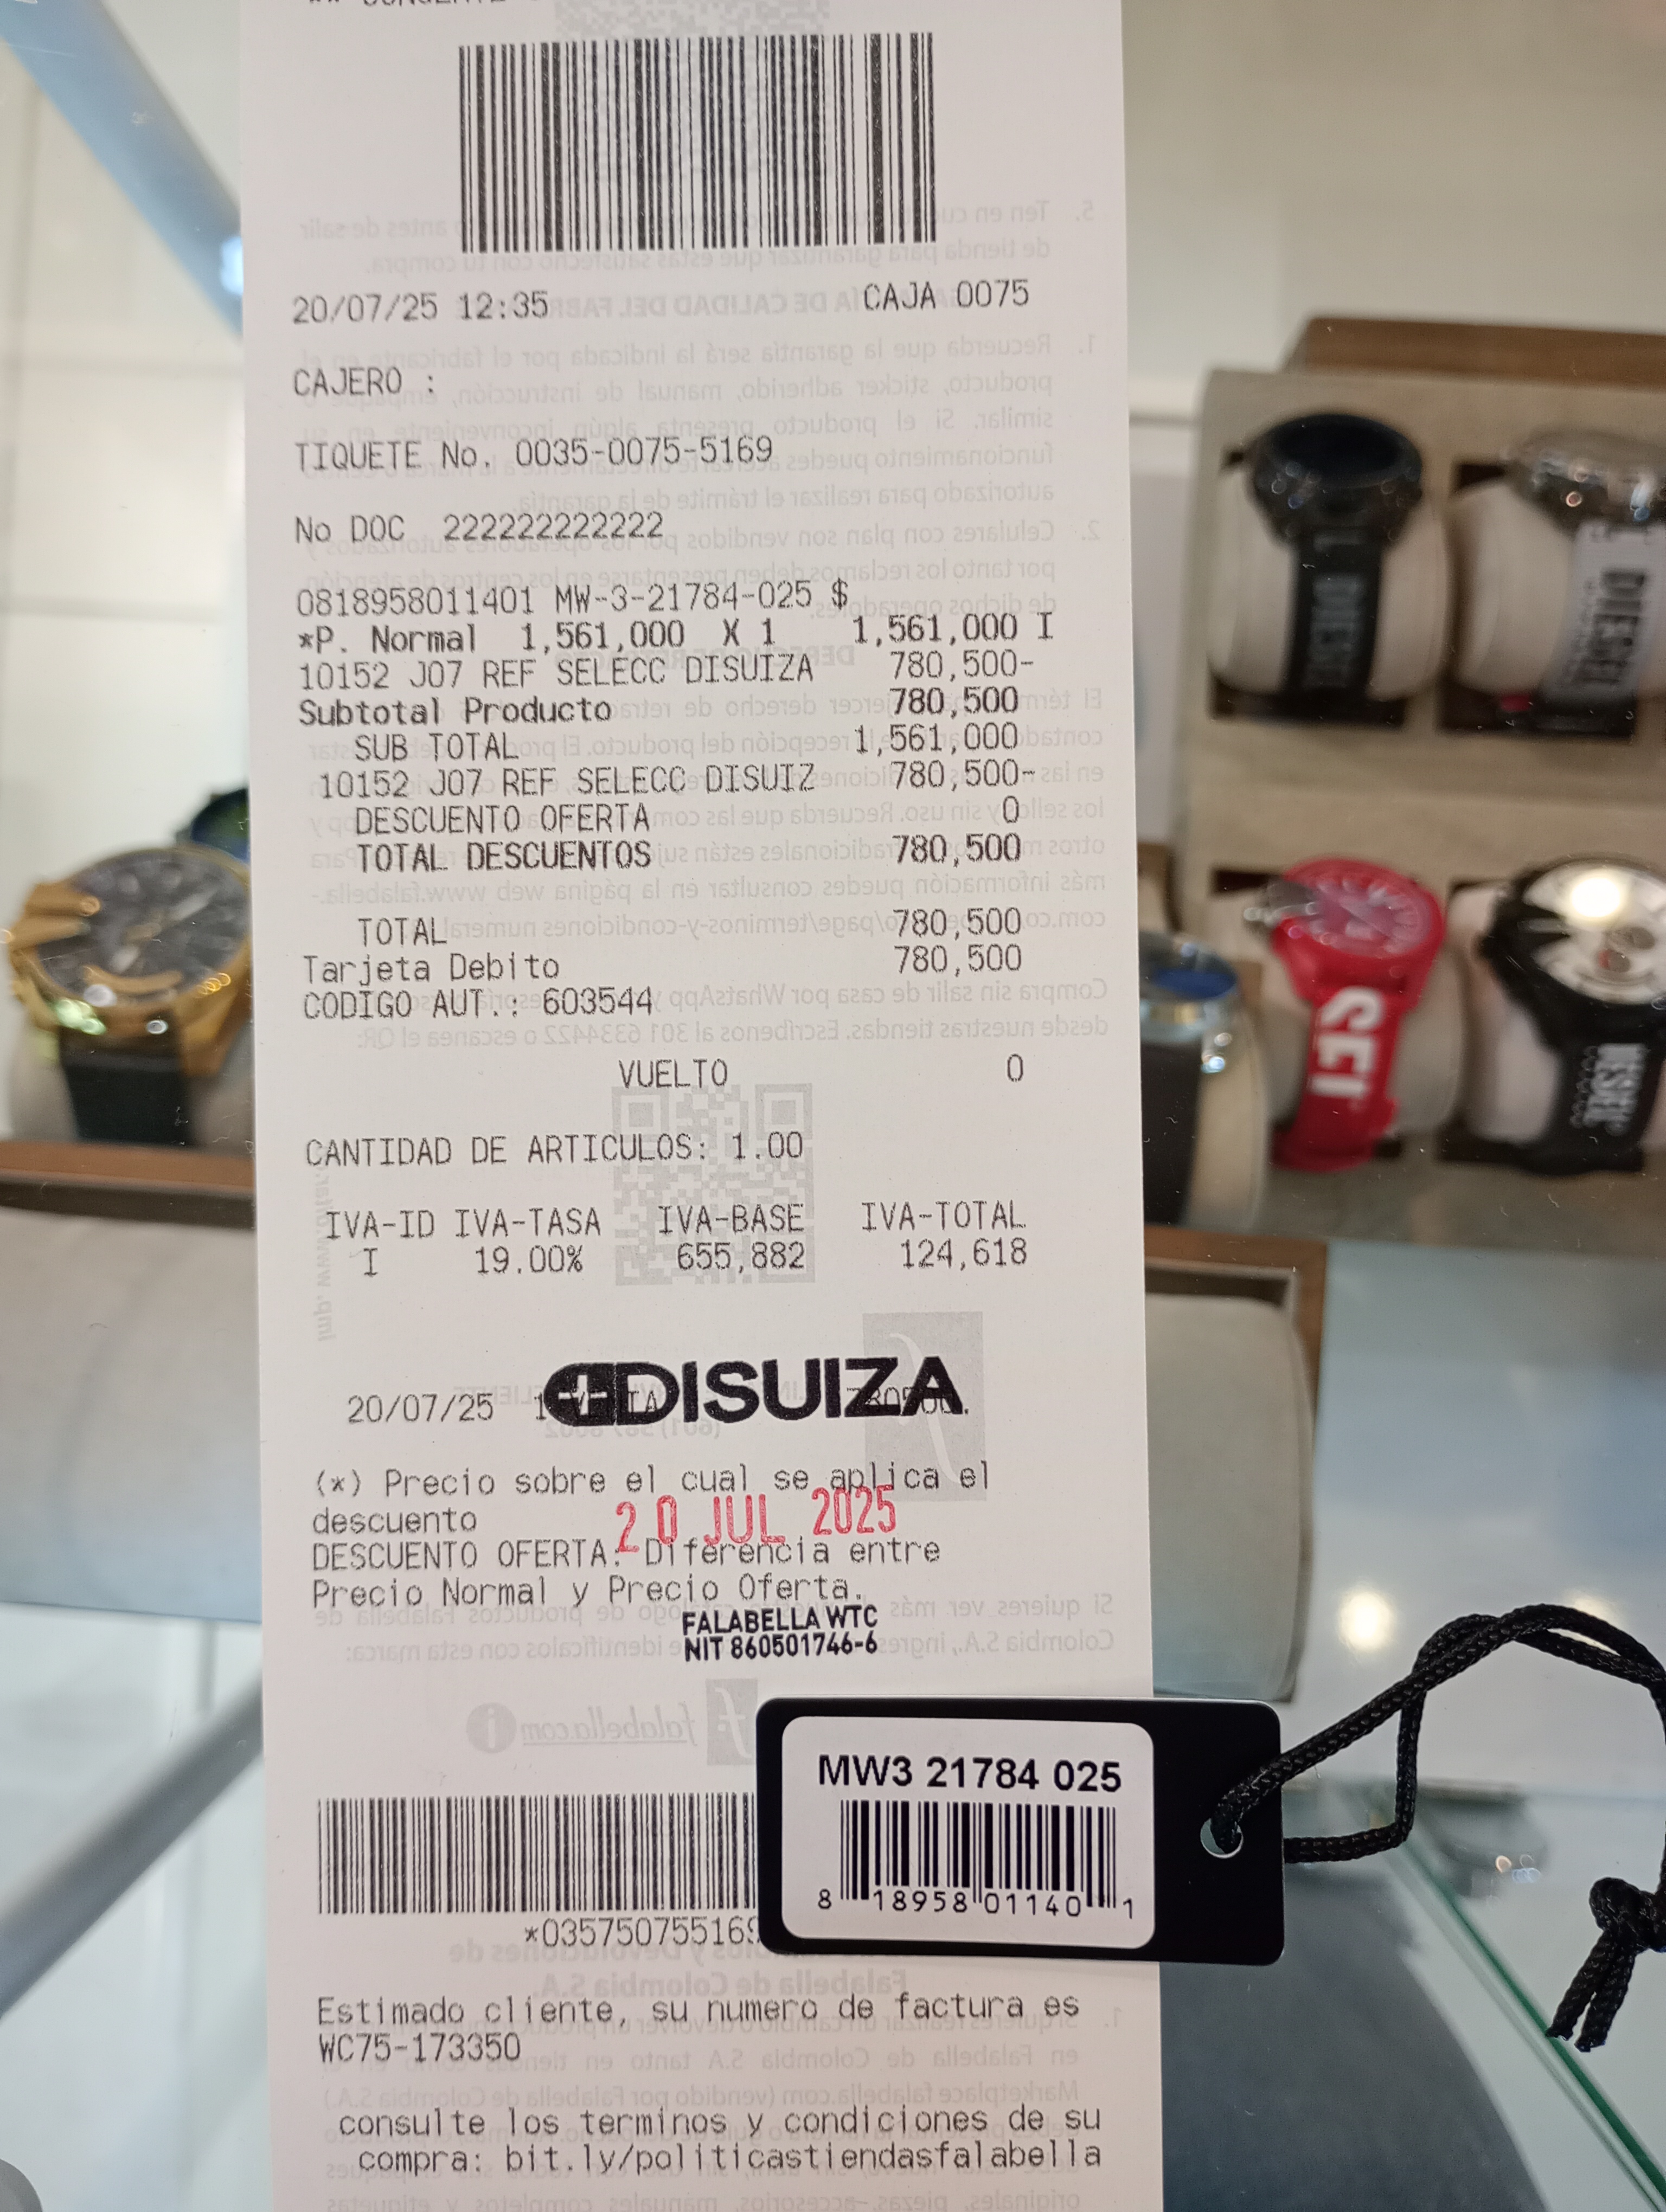 20/07/25 12:35 CAJA 0075
CAJERO :
TIQUETE No. 0035-0075-5169
No DOC 222222222222
0818958011401 MW-3-21784-025 $
*P. Normal 1,561,000 X 1 1,561,000 I
10152 J07 REF SELECC DISUIZA 780,500-
Subtotal Producto 780,500
SUB TOTAL 1,561,000
10152 J07 REF SELECC DISUIZ 780,500-
DESCUENTO OFERTA 0
TOTAL DESCUENTOS 780,500
TOTAL 780,500
Tarjeta Debito 780,500
CODIGO AUT.: 603544
VUELTO 0
CANTIDAD DE ARTICULOS: 1.00
IVA-ID IVA-TASA IVA-BASE IVA-TOTAL
I 19.00% 655,882 124,618
DISUIZA
20/07/25
(*) Precio sobre el cual se aplica el
descuento
20 JUL 2025
DESCUENTO OFERTA: Diferencia entre
Precio Normal y Precio Oferta.
FALABELLA WTC
NIT 860501746-6
MW3 21784 025
8 18958 01140 1
*035750755169
Estimado cliente, su numero de factura es
WC75-173350
consulte los terminos y condiciones de su
compra: bit.ly/politicastiendasfalabella
DIESEL
DIESEL
DIESEL